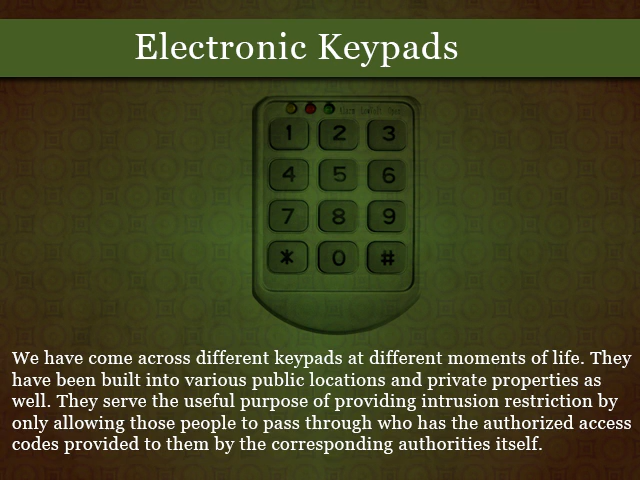 Electronic Keypads
1 2 3
4 5 6
7 8 9
* 0 #
We have come across different keypads at different moments of life. They
have been built into various public locations and private properties as
well. They serve the useful purpose of providing intrusion restriction by
only allowing those people to pass through who has the authorized access
codes provided to them by the corresponding authorities itself.